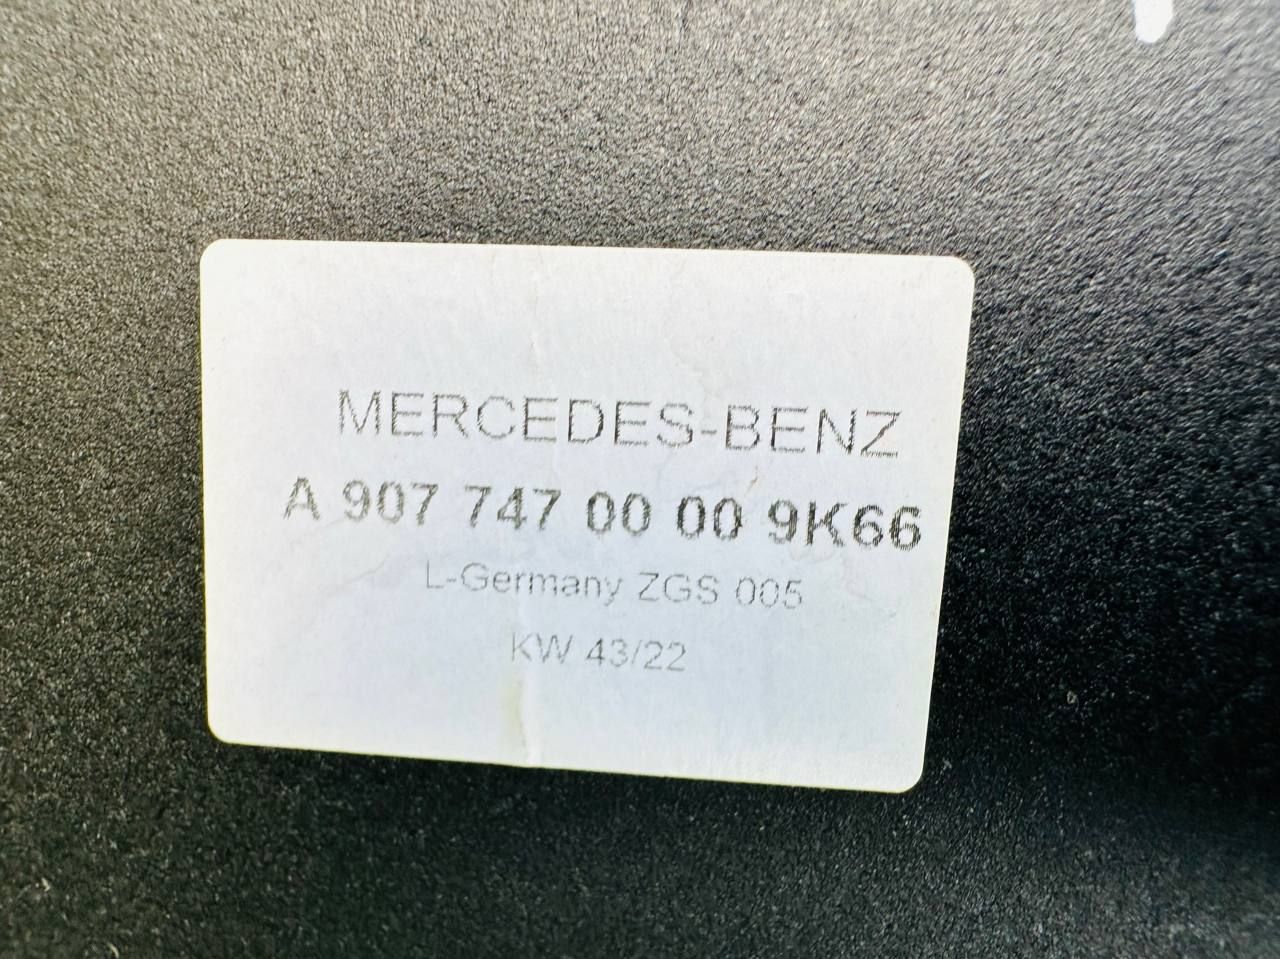 MERCEDES-BENZ
A 907 747 00 00 9K66
L-Germany ZGS 005
KW 43/22